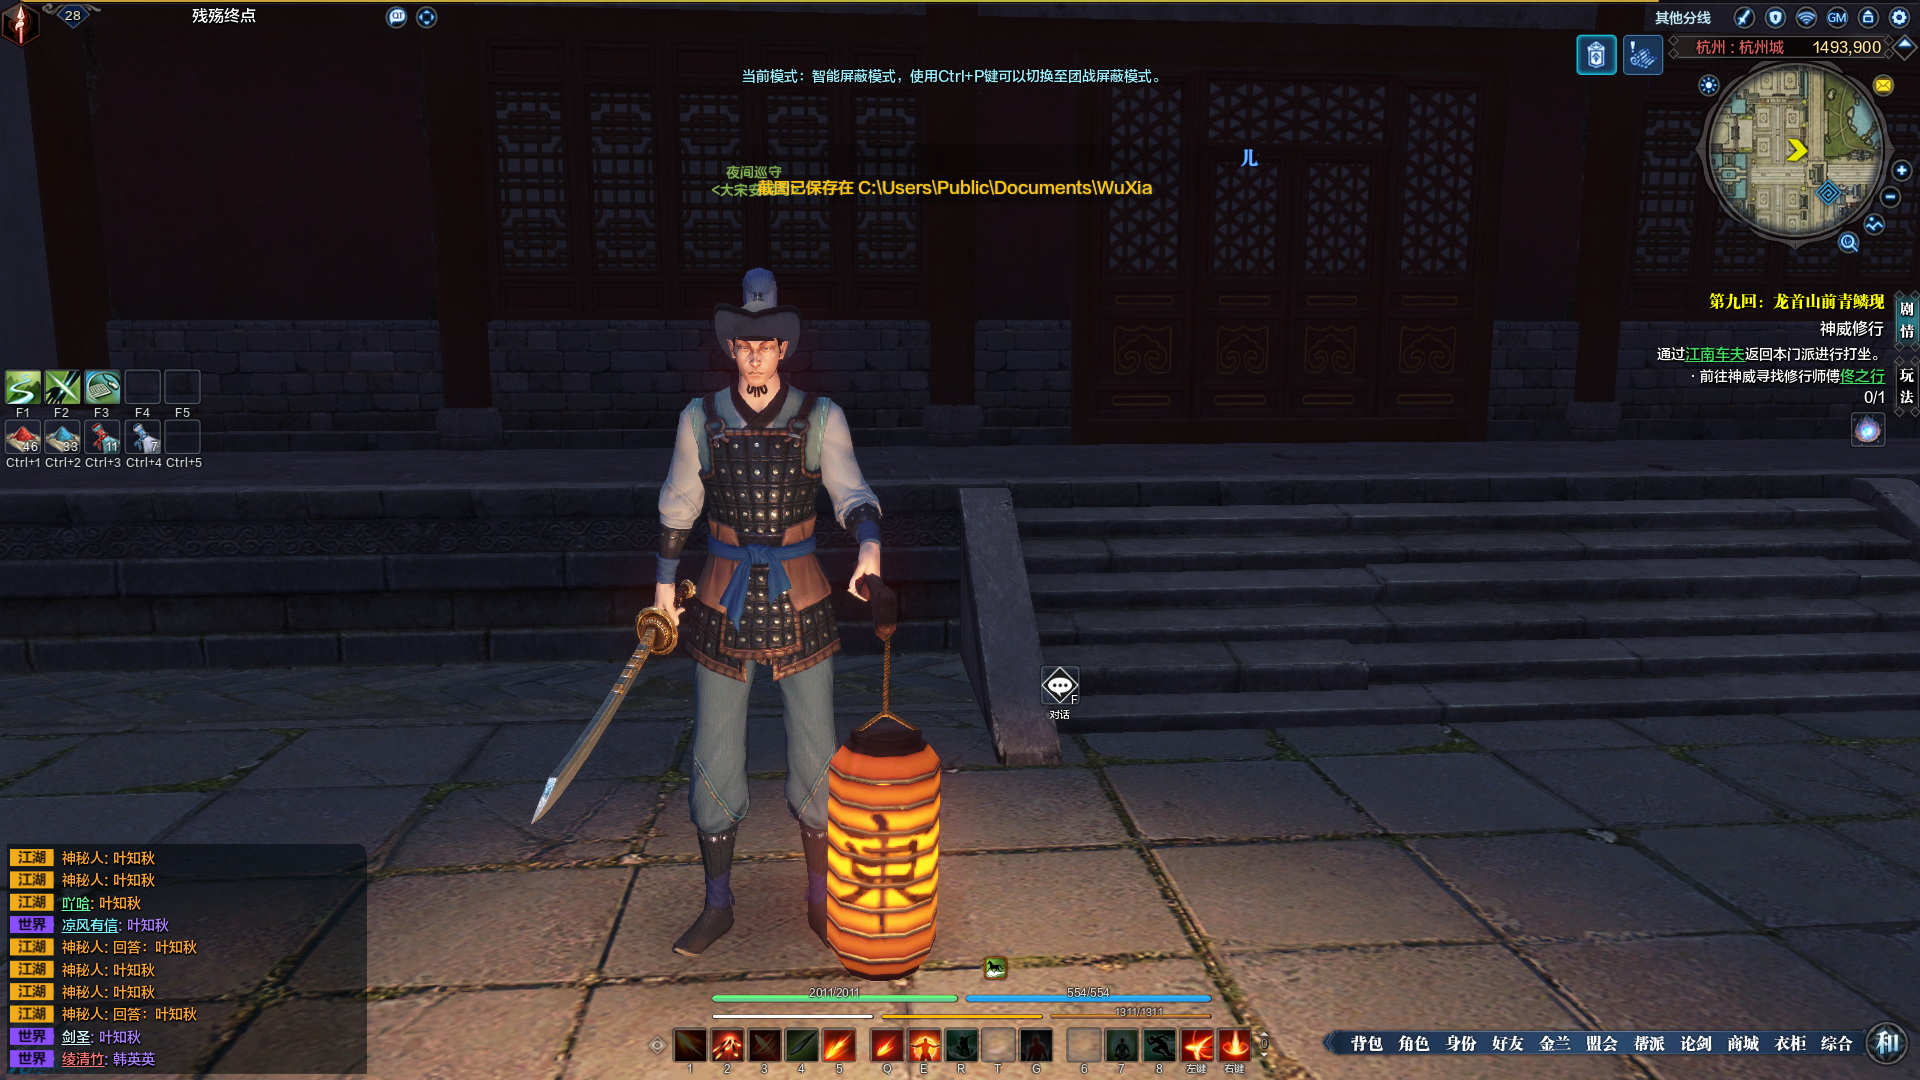 28
残殇终点
其他分线
GM
杭州：杭州城
1493,900
当前模式：智能屏蔽模式，使用Ctrl+P键可以切换至团战屏蔽模式。
儿
夜间巡守
<大宋安
截图已保存在 C:\Users\Public\Documents\WuXia
第九回：龙首山前青鳞现
神威修行
通过江南车夫返回本门派进行打坐。
· 前往神威寻找修行师傅佟之行
0/1
剧情
玩法
F1 F2 F3 F4 F5
46 33 11 7
Ctrl+1 Ctrl+2 Ctrl+3 Ctrl+4 Ctrl+5
F
对话
江湖 神秘人: 叶知秋
江湖 神秘人: 叶知秋
江湖 吖哈: 叶知秋
世界 凉风有信: 叶知秋
江湖 神秘人: 回答：叶知秋
江湖 神秘人: 叶知秋
江湖 神秘人: 叶知秋
江湖 神秘人: 回答：叶知秋
世界 剑圣: 叶知秋
世界 绫清竹: 韩英英
2011/2011
554/554
1311/1311
1 2 3 4 5 Q E R T G 6 7 8 左键 右键
0
背包 角色 身份 好友 金兰 盟会 帮派 论剑 商城 衣柜 综合
和